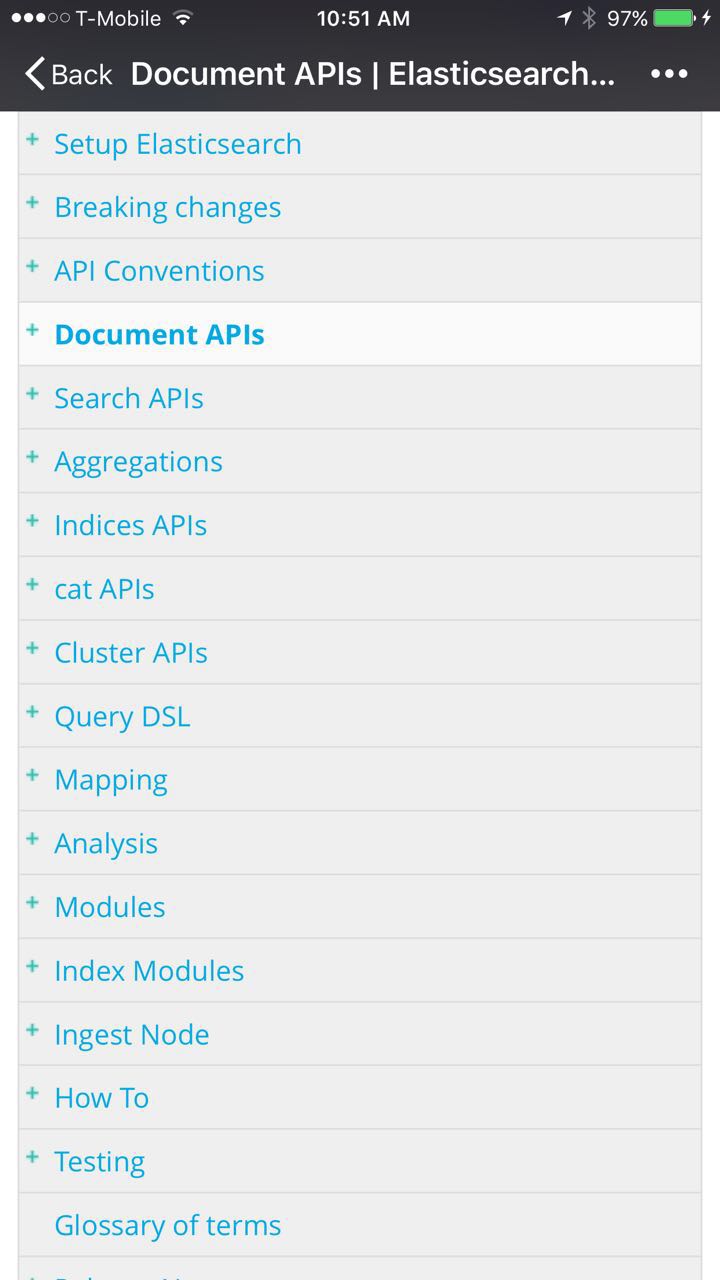 T-Mobile 10:51 AM 97%
Back Document APIs | Elasticsearch...
+ Setup Elasticsearch
+ Breaking changes
+ API Conventions
+ Document APIs
+ Search APIs
+ Aggregations
+ Indices APIs
+ cat APIs
+ Cluster APIs
+ Query DSL
+ Mapping
+ Analysis
+ Modules
+ Index Modules
+ Ingest Node
+ How To
+ Testing
Glossary of terms